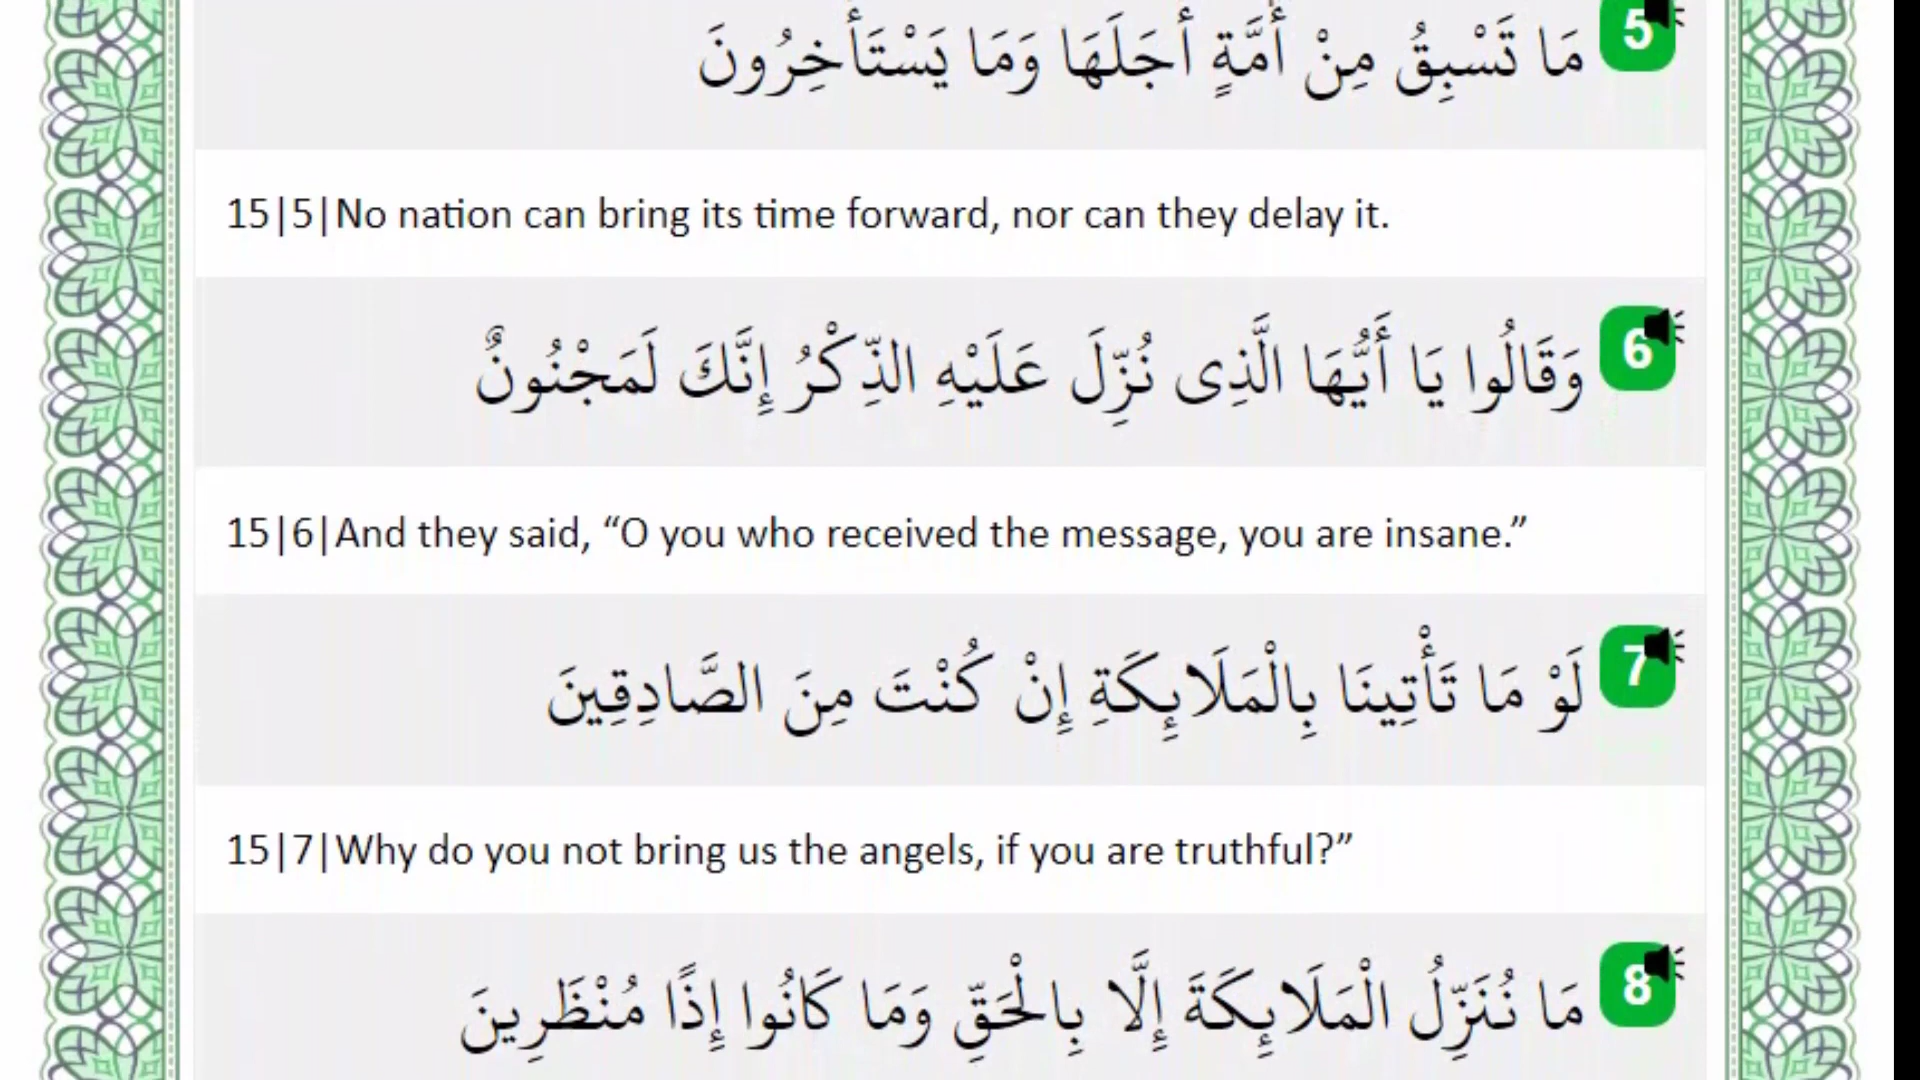 5 مَا تَسْبِقُ مِنْ أُمَّةٍ أَجَلَهَا وَمَا يَسْتَأْخِرُونَ
15|5|No nation can bring its time forward, nor can they delay it.
6 وَقَالُوا يَا أَيُّهَا الَّذِى نُزِّلَ عَلَيْهِ الذِّكْرُ إِنَّكَ لَمَجْنُونٌ
15|6|And they said, “O you who received the message, you are insane.”
7 لَوْ مَا تَأْتِينَا بِالْمَلَائِكَةِ إِنْ كُنْتَ مِنَ الصَّادِقِينَ
15|7|Why do you not bring us the angels, if you are truthful?”
8 مَا نُنَزِّلُ الْمَلَائِكَةَ إِلَّا بِالْحَقِّ وَمَا كَانُوا إِذًا مُنْظَرِينَ